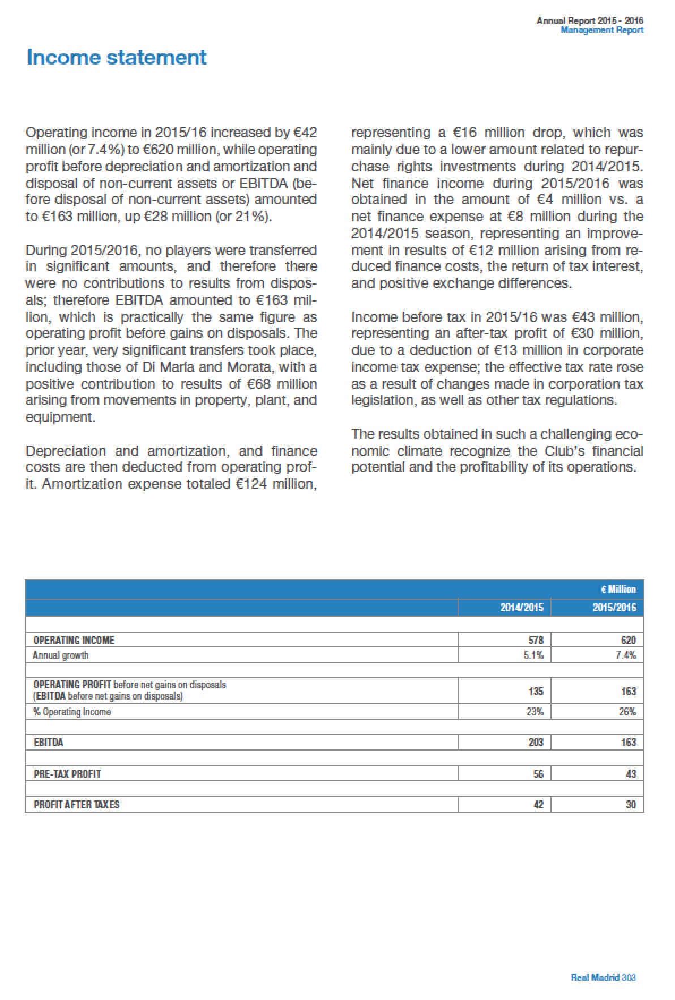 Annual Report 2015 - 2016
Management Report
Income statement
Operating income in 2015/16 increased by €42
million (or 7.4%) to €620 million, while operating
profit before depreciation and amortization and
disposal of non-current assets or EBITDA (be-
fore disposal of non-current assets) amounted
to €163 million, up €28 million (or 21%).
During 2015/2016, no players were transferred
in significant amounts, and therefore there
were no contributions to results from dispos-
als; therefore EBITDA amounted to €163 mil-
lion, which is practically the same figure as
operating profit before gains on disposals. The
prior year, very significant transfers took place,
including those of Di María and Morata, with a
positive contribution to results of €68 million
arising from movements in property, plant, and
equipment.
Depreciation and amortization, and finance
costs are then deducted from operating prof-
it. Amortization expense totaled €124 million,
representing a €16 million drop, which was
mainly due to a lower amount related to repur-
chase rights investments during 2014/2015.
Net finance income during 2015/2016 was
obtained in the amount of €4 million vs. a
net finance expense at €8 million during the
2014/2015 season, representing an improve-
ment in results of €12 million arising from re-
duced finance costs, the return of tax interest,
and positive exchange differences.
Income before tax in 2015/16 was €43 million,
representing an after-tax profit of €30 million,
due to a deduction of €13 million in corporate
income tax expense; the effective tax rate rose
as a result of changes made in corporation tax
legislation, as well as other tax regulations.
The results obtained in such a challenging eco-
nomic climate recognize the Club's financial
potential and the profitability of its operations.
€ Million
2014/2015 2015/2016
OPERATING INCOME 578 620
Annual growth 5.1% 7.4%
OPERATING PROFIT before net gains on disposals
(EBITDA before net gains on disposals) 135 163
% Operating Income 23% 26%
EBITDA 203 163
PRE-TAX PROFIT 56 43
PROFIT AFTER TAXES 42 30
Real Madrid 303